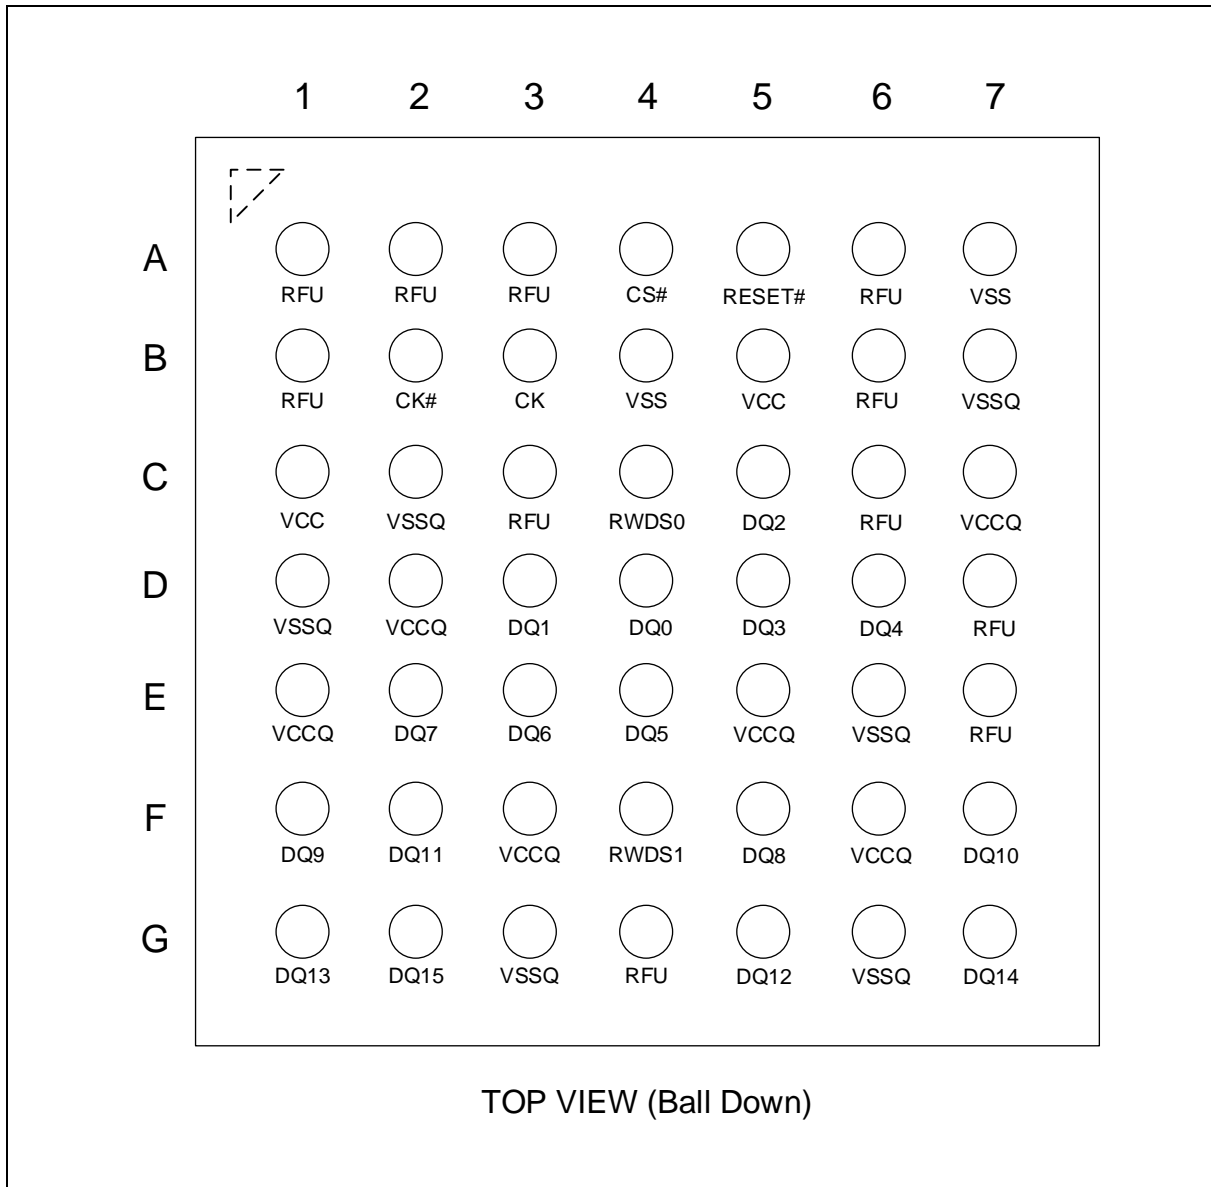 1 2 3 4 5 6 7
A
RFU RFU RFU CS# RESET# RFU VSS
B
RFU CK# CK VSS VCC RFU VSSQ
C
VCC VSSQ RFU RWDS0 DQ2 RFU VCCQ
D
VSSQ VCCQ DQ1 DQ0 DQ3 DQ4 RFU
E
VCCQ DQ7 DQ6 DQ5 VCCQ VSSQ RFU
F
DQ9 DQ11 VCCQ RWDS1 DQ8 VCCQ DQ10
G
DQ13 DQ15 VSSQ RFU DQ12 VSSQ DQ14
TOP VIEW (Ball Down)